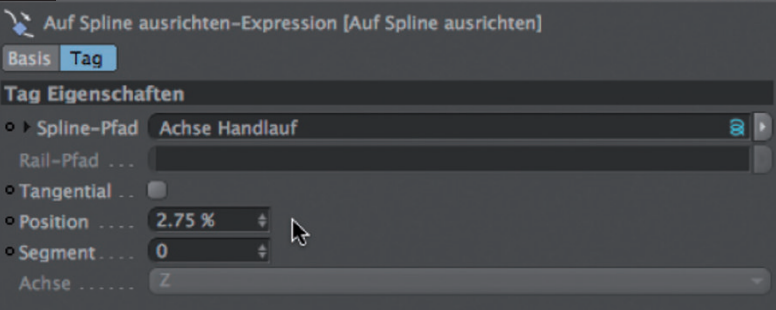 Auf Spline ausrichten-Expression [Auf Spline ausrichten]
Basis Tag
Tag Eigenschaften
Spline-Pfad Achse Handlauf
Rail-Pfad ...
Tangential ..
Position .... 2.75 %
Segment.... 0
Achse ...... Z